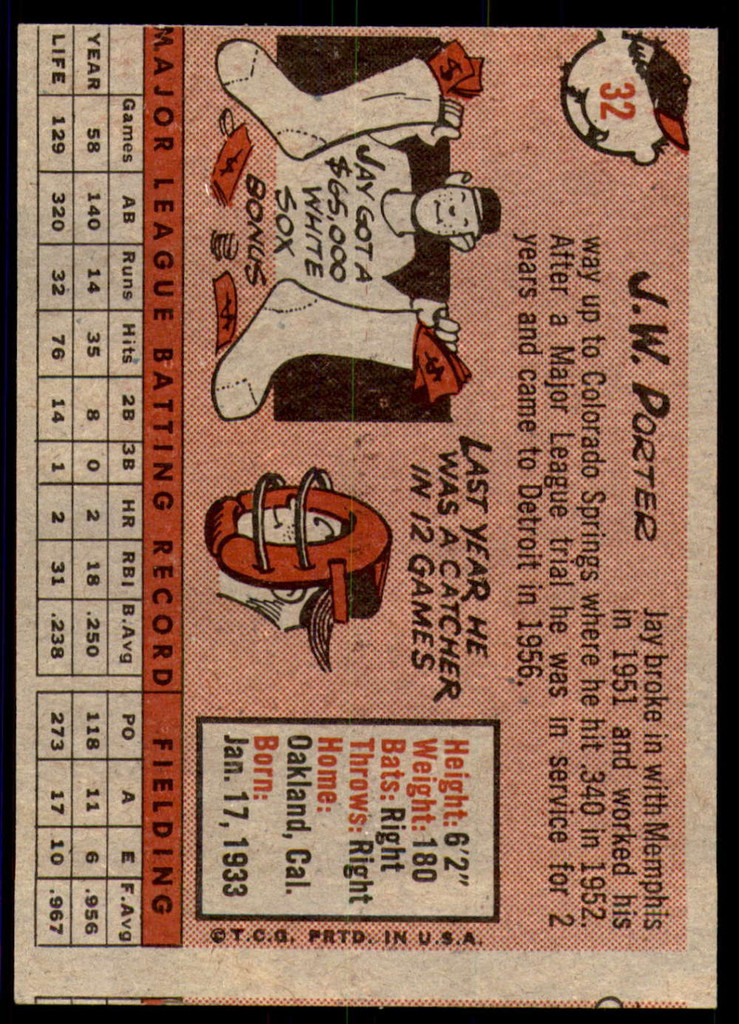 32
J.W. PORTER
Jay broke in with Memphis
in 1951 and worked his
way up to Colorado Springs where he hit .340 in 1952.
After a Major League trial he was in service for 2
years and came to Detroit in 1956.
JAY GOT A
$65,000
WHITE
SOX
BONUS
LAST YEAR HE
WAS A CATCHER
IN 12 GAMES
Height: 6'2"
Weight: 180
Bats: Right
Throws: Right
Home:
Oakland, Cal.
Born:
Jan. 17, 1933
© T.C.G. PRTD. IN U.S.A.
MAJOR LEAGUE BATTING RECORD FIELDING
Games AB Runs Hits 2B 3B HR RBI B.Avg PO A E F.Avg
YEAR 58 140 14 35 8 0 2 18 .250 118 11 6 .956
LIFE 129 320 32 76 14 1 2 31 .238 273 17 10 .967